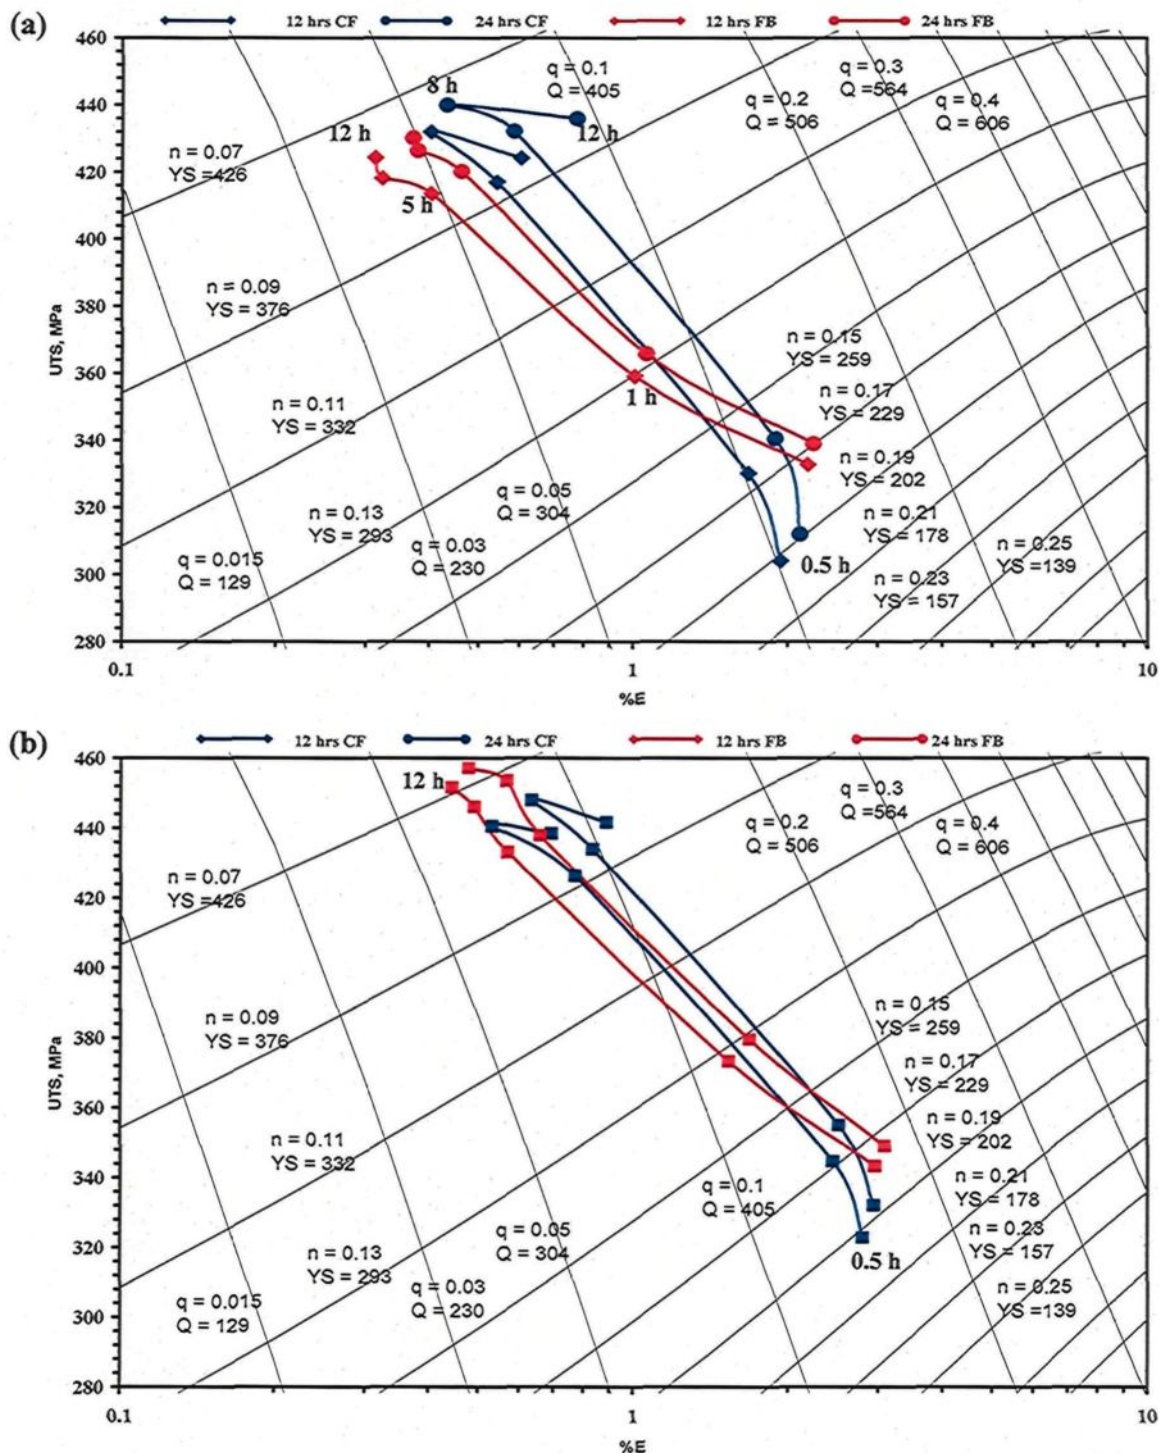 (a)
12 hrs CF 24 hrs CF 12 hrs FB 24 hrs FB
460
440
420
400
380
360
340
320
300
280
UTS, MPa
0.1 1 10
%E
8 h
12 h
12 h
5 h
1 h
0.5 h
n = 0.07
YS =426
n = 0.09
YS = 376
n = 0.11
YS = 332
n = 0.13
YS = 293
q = 0.015
Q = 129
q = 0.03
Q = 230
q = 0.05
Q = 304
q = 0.1
Q = 405
q = 0.2
Q = 506
q = 0.3
Q =564
q = 0.4
Q = 606
n = 0.15
YS = 259
n = 0.17
YS = 229
n = 0.19
YS = 202
n = 0.21
YS = 178
n = 0.23
YS = 157
n = 0.25
YS =139
(b)
12 hrs CF 24 hrs CF 12 hrs FB 24 hrs FB
460
440
420
400
380
360
340
320
300
280
UTS, MPa
0.1 1 10
%E
12 h
0.5 h
n = 0.07
YS =426
n = 0.09
YS = 376
n = 0.11
YS = 332
n = 0.13
YS = 293
q = 0.015
Q = 129
q = 0.03
Q = 230
q = 0.05
Q = 304
q = 0.1
Q = 405
q = 0.2
Q = 506
q = 0.3
Q =564
q = 0.4
Q = 606
n = 0.15
YS = 259
n = 0.17
YS = 229
n = 0.19
YS = 202
n = 0.21
YS = 178
n = 0.23
YS = 157
n = 0.25
YS =139